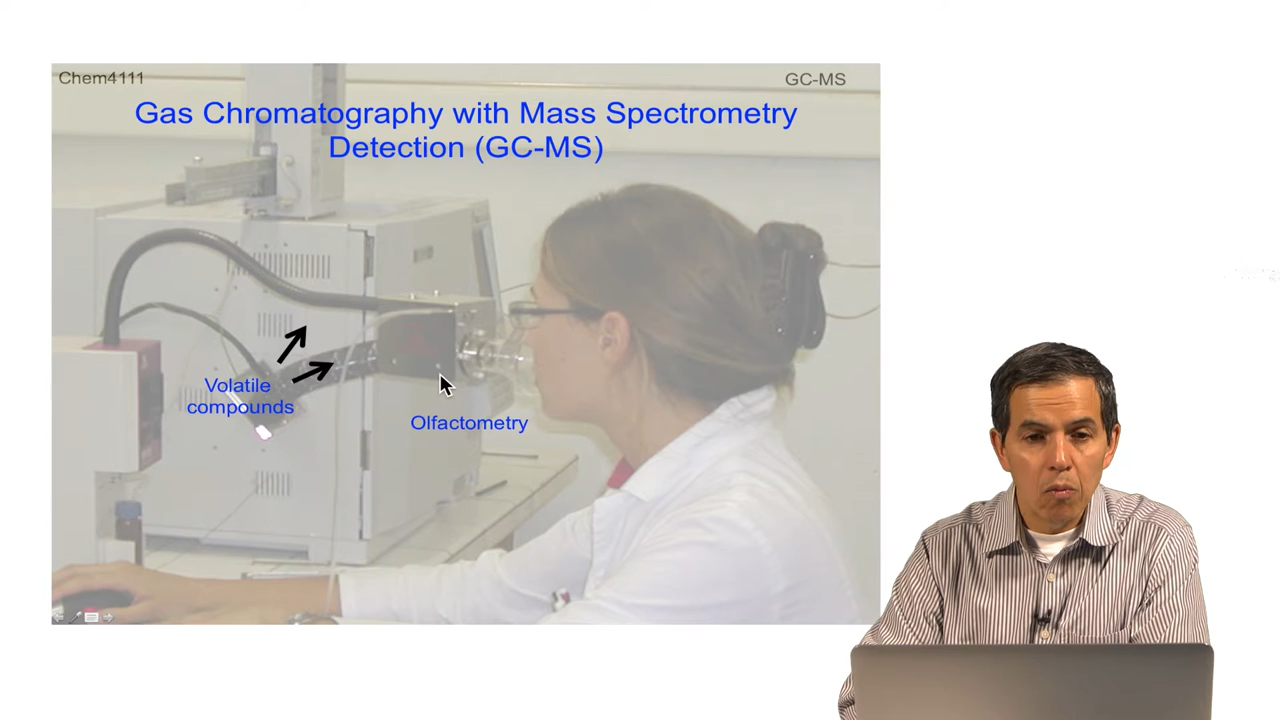 Chem4111
GC-MS
Gas Chromatography with Mass Spectrometry
Detection (GC-MS)
Volatile
compounds
Olfactometry